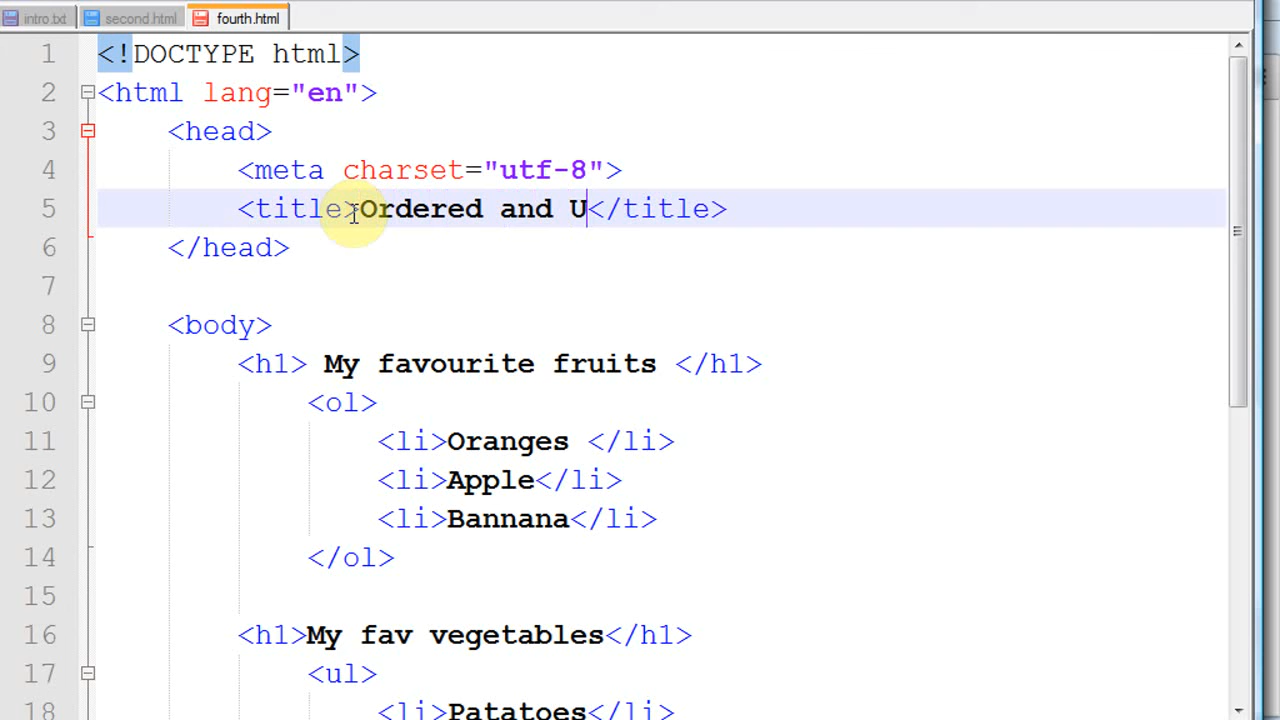 intro.txt second.html fourth.html
1 <!DOCTYPE html>
2 <html lang="en">
3 <head>
4 <meta charset="utf-8">
5 <title>Ordered and U</title>
6 </head>
7
8 <body>
9 <h1> My favourite fruits </h1>
10 <ol>
11 <li>Oranges </li>
12 <li>Apple</li>
13 <li>Bannana</li>
14 </ol>
15
16 <h1>My fav vegetables</h1>
17 <ul>
18 <li>Patatoes</li>